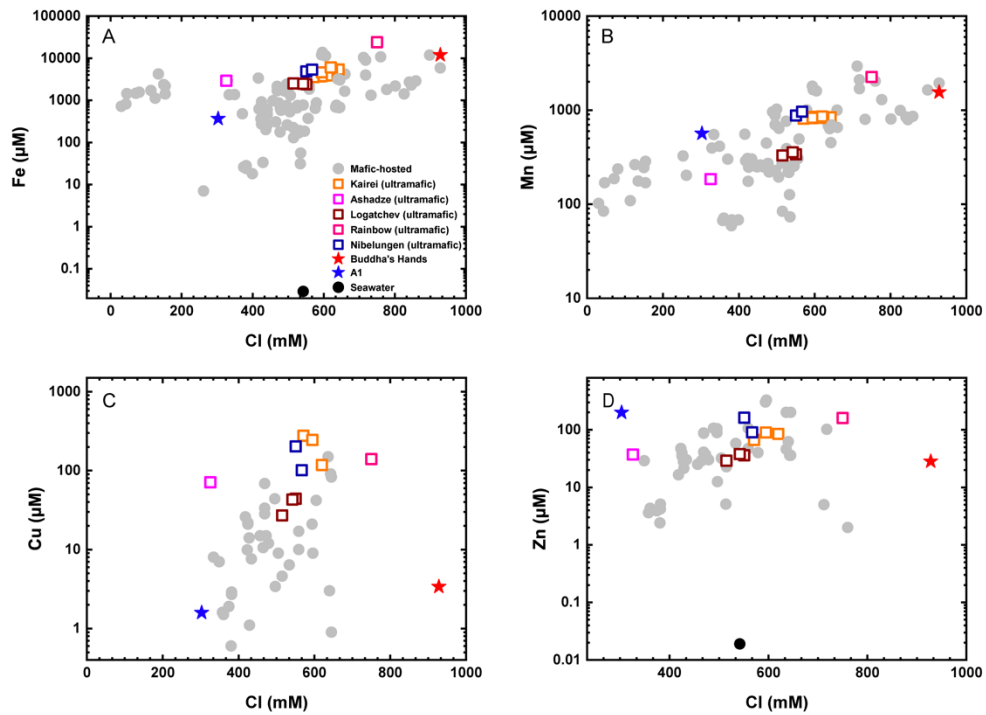 A
Fe (μM)
100000
10000
1000
100
10
1
0.1
Mafic-hosted
Kairei (ultramafic)
Ashadze (ultramafic)
Logatchev (ultramafic)
Rainbow (ultramafic)
Nibelungen (ultramafic)
Buddha's Hands
A1
Seawater
0 200 400 600 800 1000
Cl (mM)
B
Mn (μM)
10000
1000
100
10
0 200 400 600 800 1000
Cl (mM)
C
Cu (μM)
1000
100
10
1
0 200 400 600 800 1000
Cl (mM)
D
Zn (μM)
100
10
1
0.1
0.01
400 600 800 1000
Cl (mM)